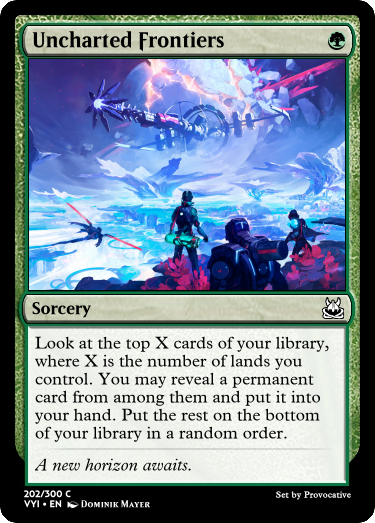 Uncharted Frontiers
Sorcery
Look at the top X cards of your library,
where X is the number of lands you
control. You may reveal a permanent
card from among them and put it into
your hand. Put the rest on the bottom
of your library in a random order.
A new horizon awaits.
202/300 C
VYI • EN Dominik Mayer
Set by Provocative